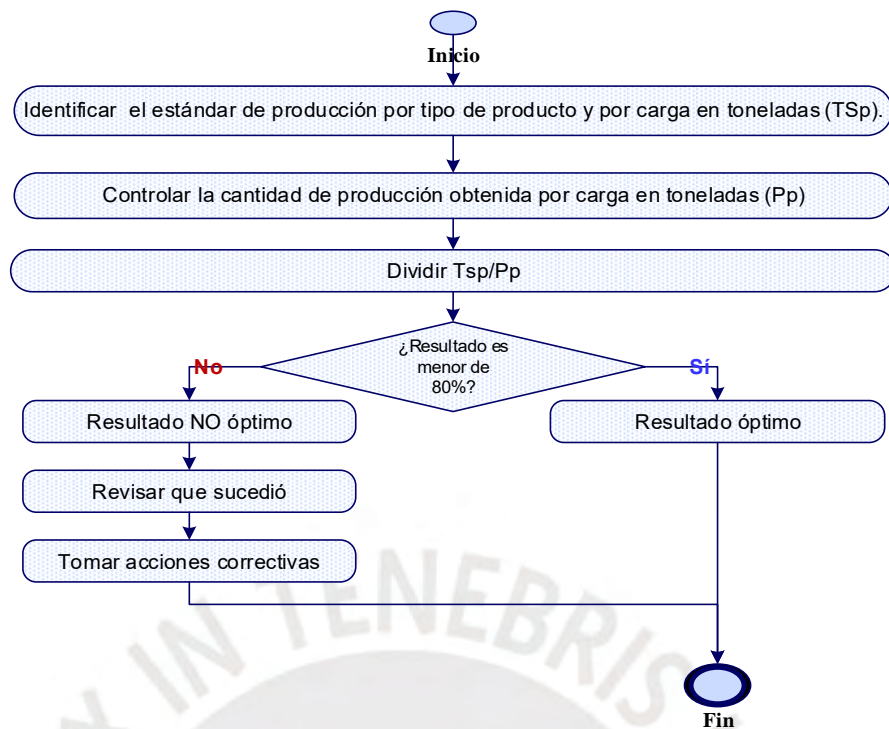 Inicio
Identificar el estándar de producción por tipo de producto y por carga en toneladas (TSp).
Controlar la cantidad de producción obtenida por carga en toneladas (Pp)
Dividir Tsp/Pp
¿Resultado es
menor de
80%?
No
Sí
Resultado NO óptimo
Resultado óptimo
Revisar que sucedió
Tomar acciones correctivas
X IN TENEBRIS
Fin